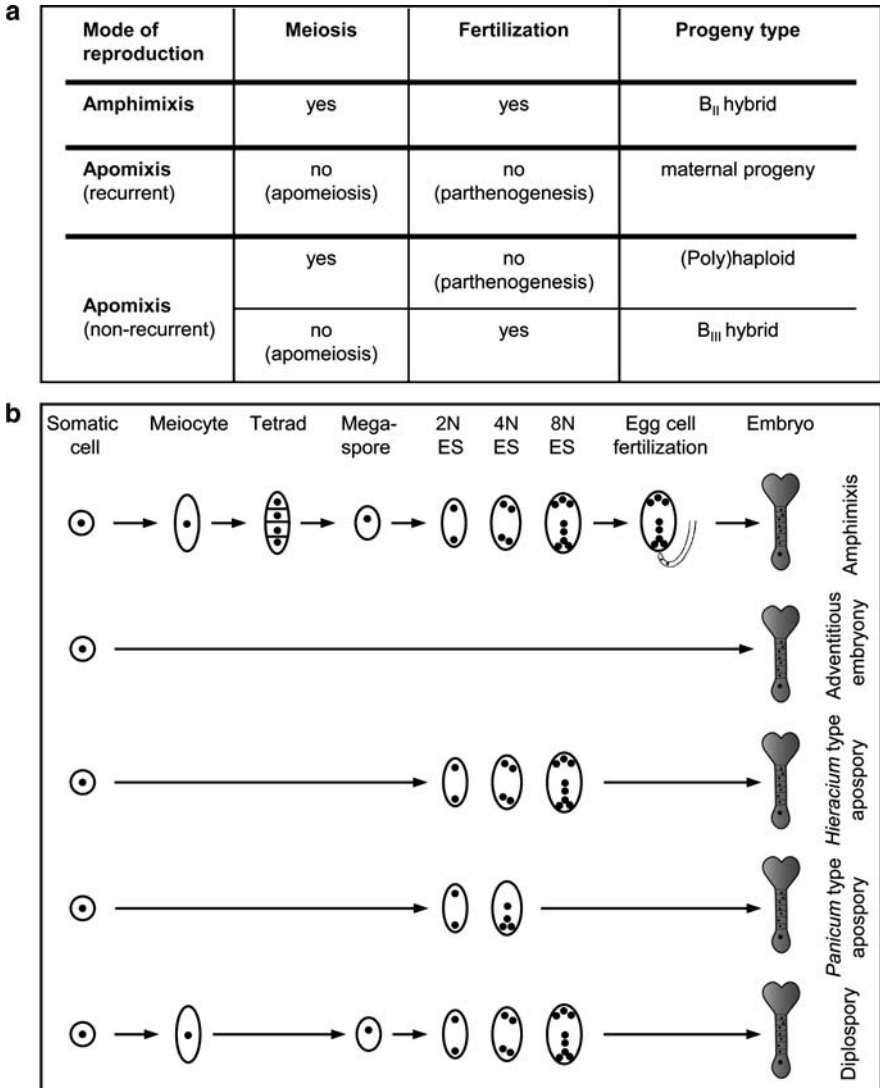 a
Mode of reproduction Meiosis Fertilization Progeny type
Amphimixis yes yes B_II hybrid
Apomixis (recurrent) no (apomeiosis) no (parthenogenesis) maternal progeny
Apomixis (non-recurrent) yes no (parthenogenesis) (Poly)haploid
no (apomeiosis) yes B_III hybrid
b
Somatic cell Meiocyte Tetrad Mega-spore 2N ES 4N ES 8N ES Egg cell fertilization Embryo
Amphimixis
Adventitious embryony
Hieracium type apospory
Panicum type apospory
Diplospory